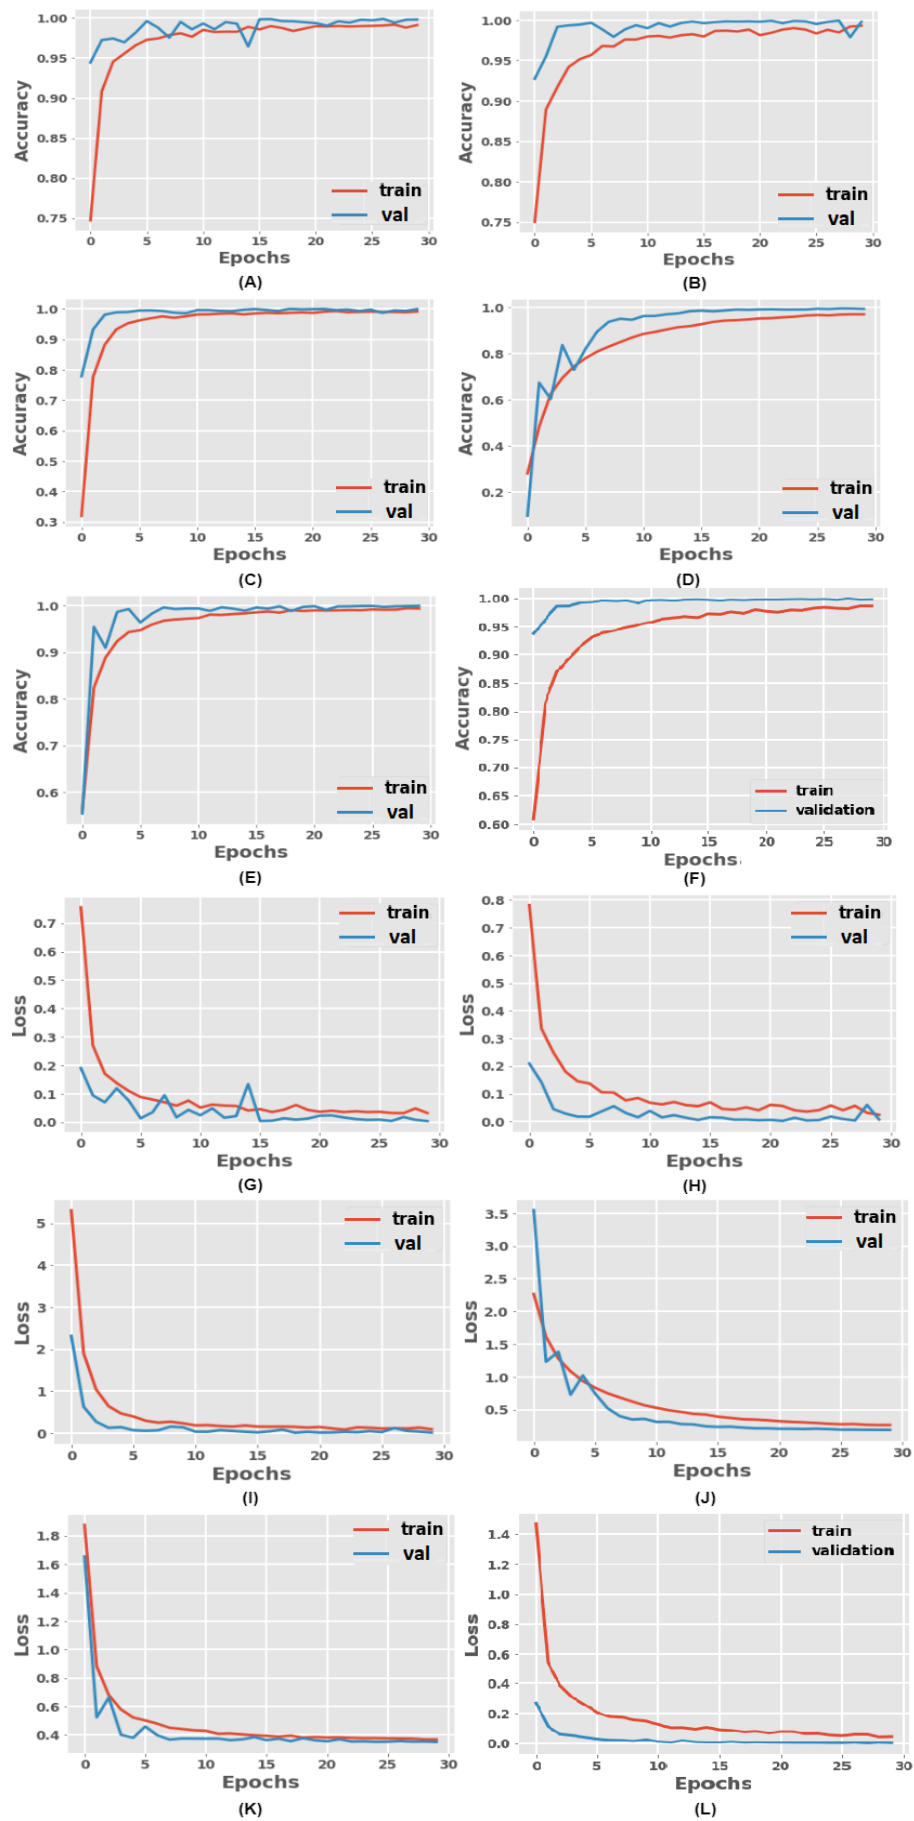 1.00
0.95
0.90
0.85
0.80
0.75
Accuracy
train
val
0 5 10 15 20 25 30
Epochs
(A)
1.00
0.95
0.90
0.85
0.80
0.75
Accuracy
train
val
0 5 10 15 20 25 30
Epochs
(B)
1.0
0.9
0.8
0.7
0.6
0.5
0.4
0.3
Accuracy
train
val
0 5 10 15 20 25 30
Epochs
(C)
1.0
0.8
0.6
0.4
0.2
Accuracy
train
val
0 5 10 15 20 25 30
Epochs
(D)
1.0
0.9
0.8
0.7
0.6
Accuracy
train
val
0 5 10 15 20 25 30
Epochs
(E)
1.00
0.95
0.90
0.85
0.80
0.75
0.70
0.65
0.60
Accuracy
train
validation
0 5 10 15 20 25 30
Epochs
(F)
0.7
0.6
0.5
0.4
0.3
0.2
0.1
0.0
Loss
train
val
0 5 10 15 20 25 30
Epochs
(G)
0.8
0.7
0.6
0.5
0.4
0.3
0.2
0.1
0.0
Loss
train
val
0 5 10 15 20 25 30
Epochs
(H)
5
4
3
2
1
0
Loss
train
val
0 5 10 15 20 25 30
Epochs
(I)
3.5
3.0
2.5
2.0
1.5
1.0
0.5
Loss
train
val
0 5 10 15 20 25 30
Epochs
(J)
1.8
1.6
1.4
1.2
1.0
0.8
0.6
0.4
Loss
train
val
0 5 10 15 20 25 30
Epochs
(K)
1.4
1.2
1.0
0.8
0.6
0.4
0.2
0.0
Loss
train
validation
0 5 10 15 20 25 30
Epochs
(L)